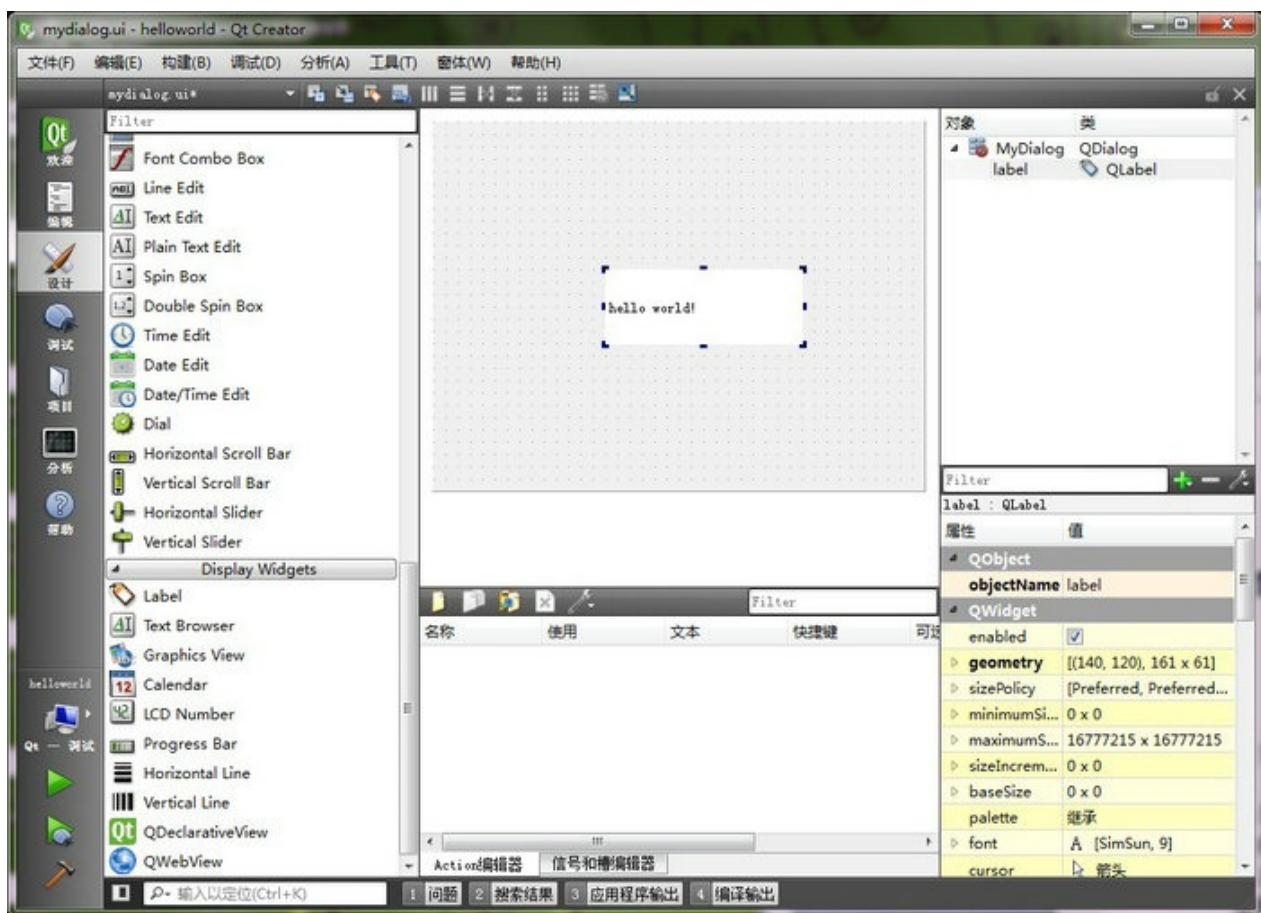 mydialog.ui - helloworld - Qt Creator
文件(F) 编辑(E) 构建(B) 调试(D) 分析(A) 工具(T) 窗体(W) 帮助(H)
mydialog.ui*
欢迎
编辑
设计
调试
项目
分析
帮助
helloworld
Qt — 调试
Filter
Font Combo Box
Line Edit
Text Edit
Plain Text Edit
Spin Box
Double Spin Box
Time Edit
Date Edit
Date/Time Edit
Dial
Horizontal Scroll Bar
Vertical Scroll Bar
Horizontal Slider
Vertical Slider
Display Widgets
Label
Text Browser
Graphics View
Calendar
LCD Number
Progress Bar
Horizontal Line
Vertical Line
QDeclarativeView
QWebView
hello world!
Filter
名称 使用 文本 快捷键 可选
Action编辑器 信号和槽编辑器
对象 类
MyDialog QDialog
label QLabel
Filter
label : QLabel
属性 值
QObject
objectName label
QWidget
enabled
geometry [(140, 120), 161 x 61]
sizePolicy [Preferred, Preferred...
minimumSi... 0 x 0
maximumS... 16777215 x 16777215
sizeIncrem... 0 x 0
baseSize 0 x 0
palette 继承
font A [SimSun, 9]
cursor 箭头
输入以定位(Ctrl+K) 1 问题 2 搜索结果 3 应用程序输出 4 编译输出